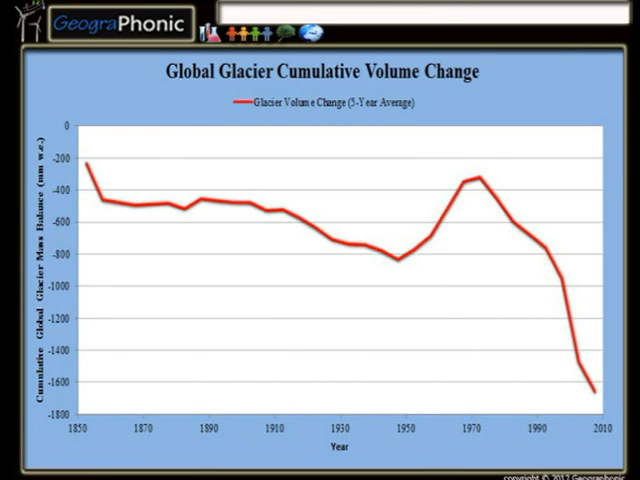 GeograPhonic
Global Glacier Cumulative Volume Change
Glacier Volume Change (5-Year Average)
Cumulative Global Glacier Mass Balance (mm w.e.)
0
-200
-400
-600
-800
-1000
-1200
-1400
-1600
-1800
1850 1870 1890 1910 1930 1950 1970 1990 2010
Year
copyright © 2012 Geographonic